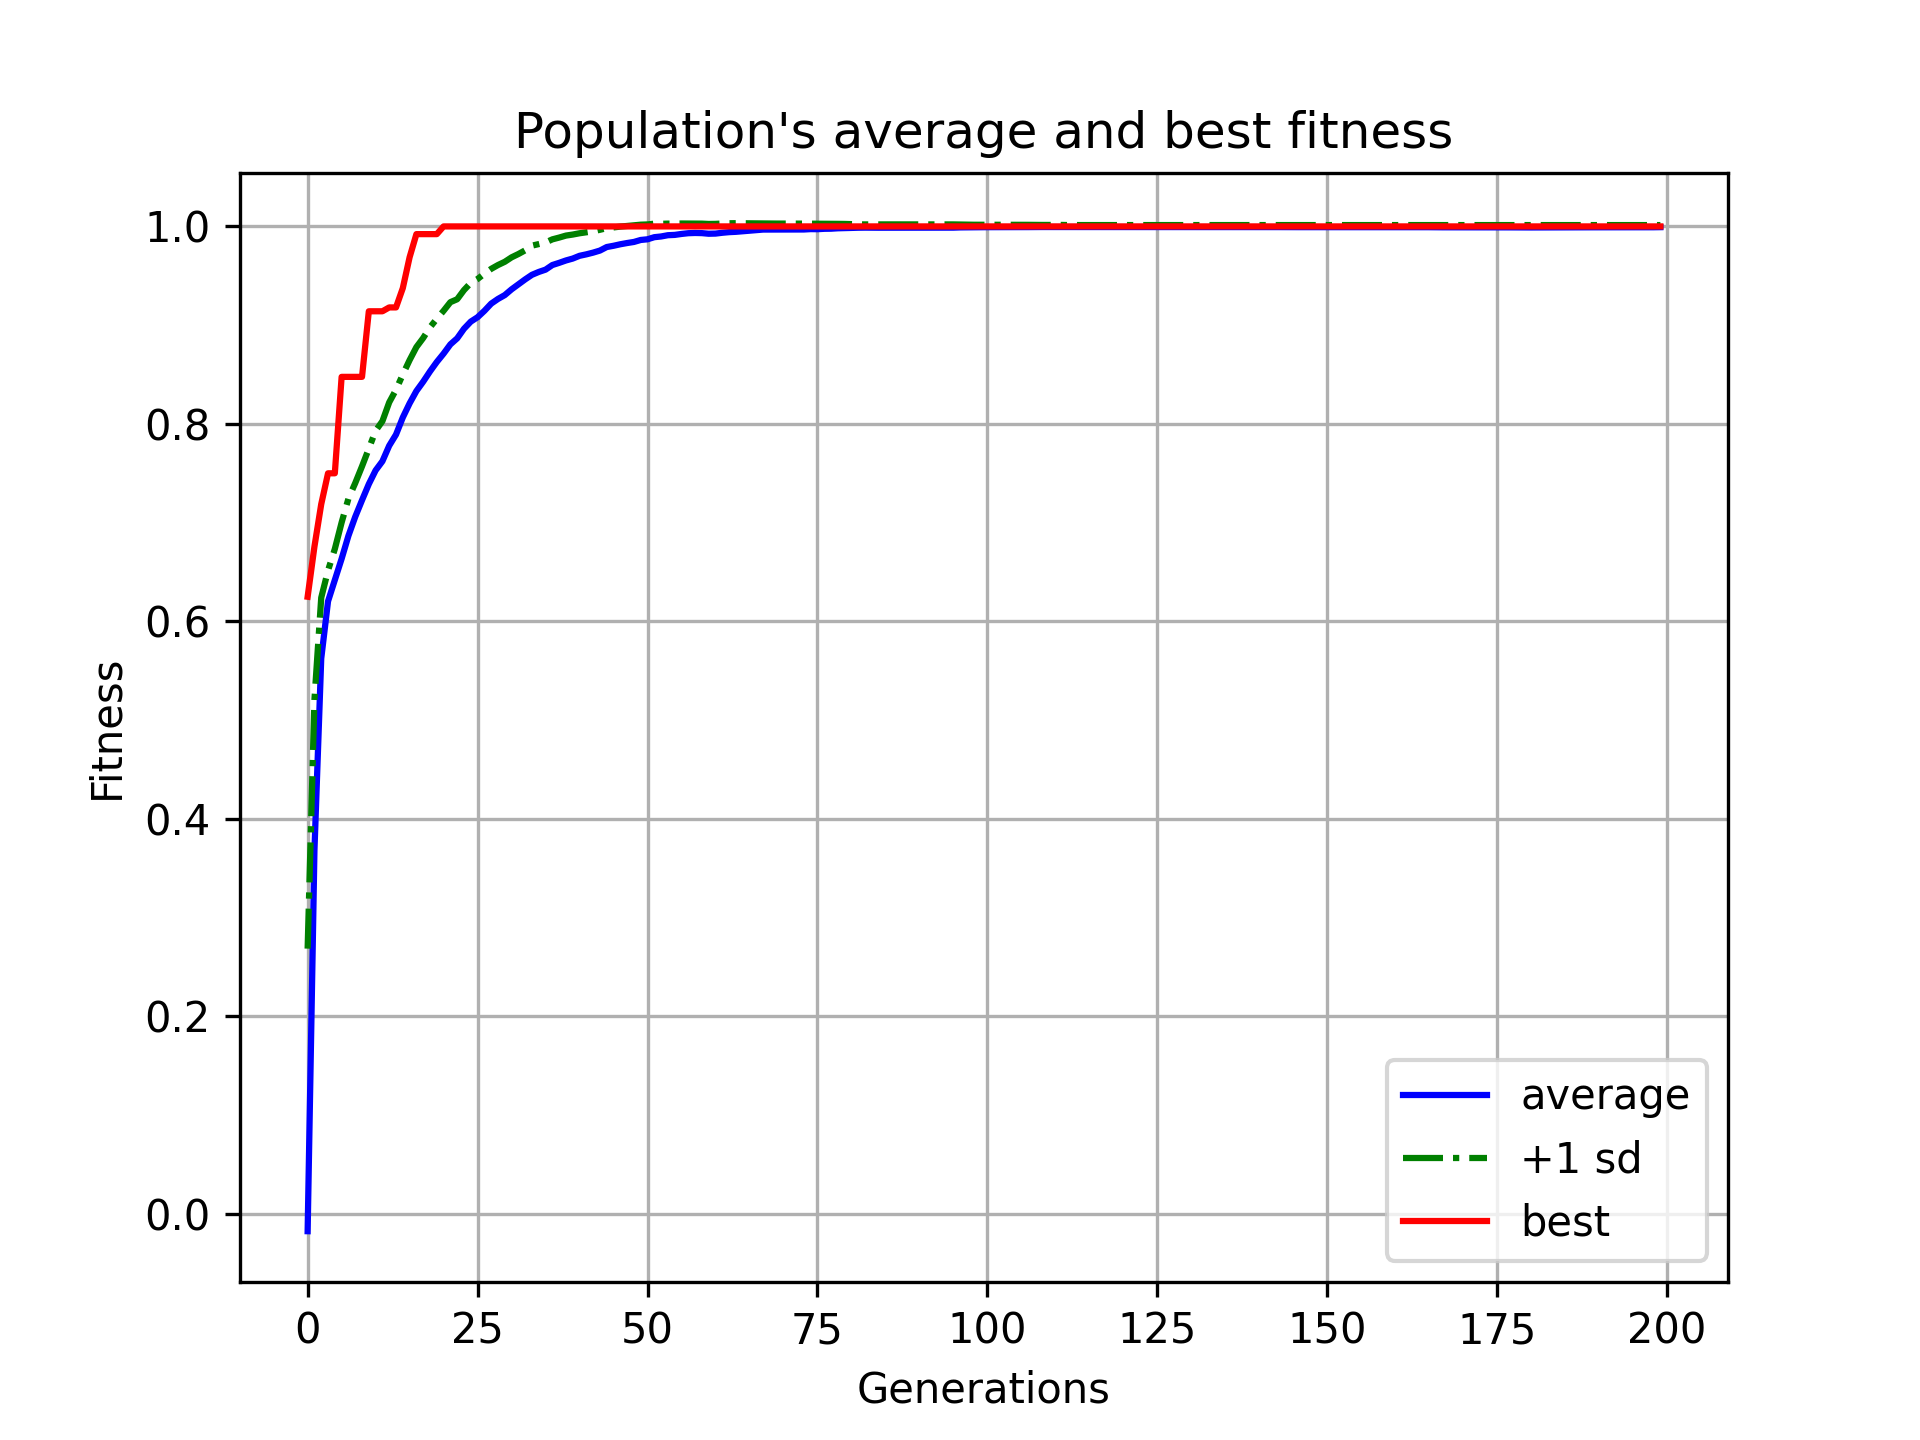 Population's average and best fitness
1.0
0.8
0.6
0.4
0.2
0.0
Fitness
0 25 50 75 100 125 150 175 200
Generations
average
+1 sd
best